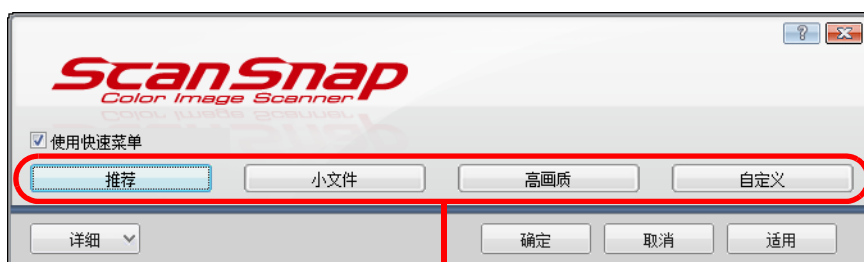 ScanSnap
Color Image Scanner
使用快速菜单
推荐 小文件 高画质 自定义
详细 确定 取消 适用